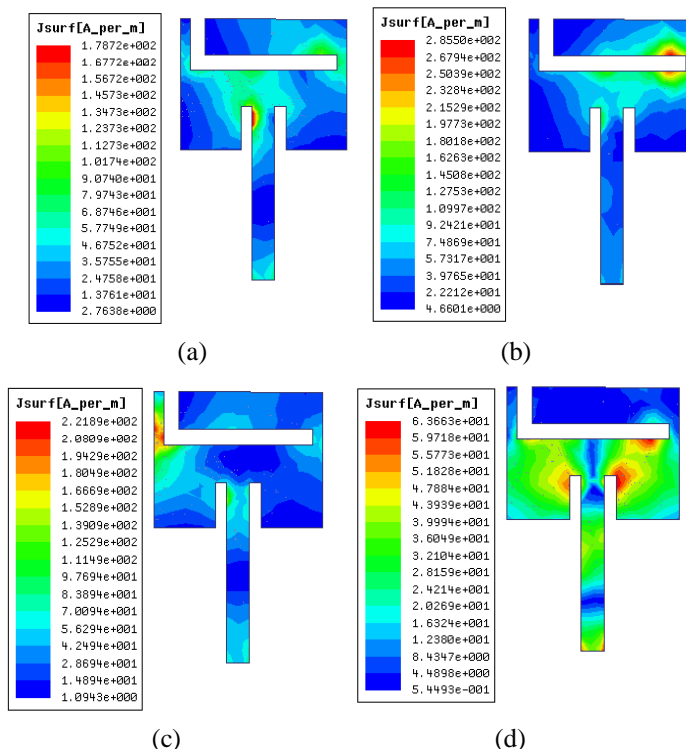 Jsurf[A_per_m]
1.7872e+002
1.6772e+002
1.5672e+002
1.4573e+002
1.3473e+002
1.2373e+002
1.1273e+002
1.0174e+002
9.0740e+001
7.9743e+001
6.8746e+001
5.7749e+001
4.6752e+001
3.5755e+001
2.4758e+001
1.3761e+001
2.7638e+000
(a)
Jsurf[A_per_m]
2.8550e+002
2.6794e+002
2.5039e+002
2.3284e+002
2.1529e+002
1.9773e+002
1.8018e+002
1.6263e+002
1.4508e+002
1.2753e+002
1.0997e+002
9.2421e+001
7.4869e+001
5.7317e+001
3.9765e+001
2.2212e+001
4.6601e+000
(b)
Jsurf[A_per_m]
2.2189e+002
2.0809e+002
1.9429e+002
1.8049e+002
1.6669e+002
1.5289e+002
1.3909e+002
1.2529e+002
1.1149e+002
9.7694e+001
8.3894e+001
7.0094e+001
5.6294e+001
4.2494e+001
2.8694e+001
1.4894e+001
1.0943e+000
(c)
Jsurf[A_per_m]
6.3663e+001
5.9718e+001
5.5773e+001
5.1828e+001
4.7884e+001
4.3939e+001
3.9994e+001
3.6049e+001
3.2104e+001
2.8159e+001
2.4214e+001
2.0269e+001
1.6324e+001
1.2380e+001
8.4347e+000
4.4898e+000
5.4493e-001
(d)